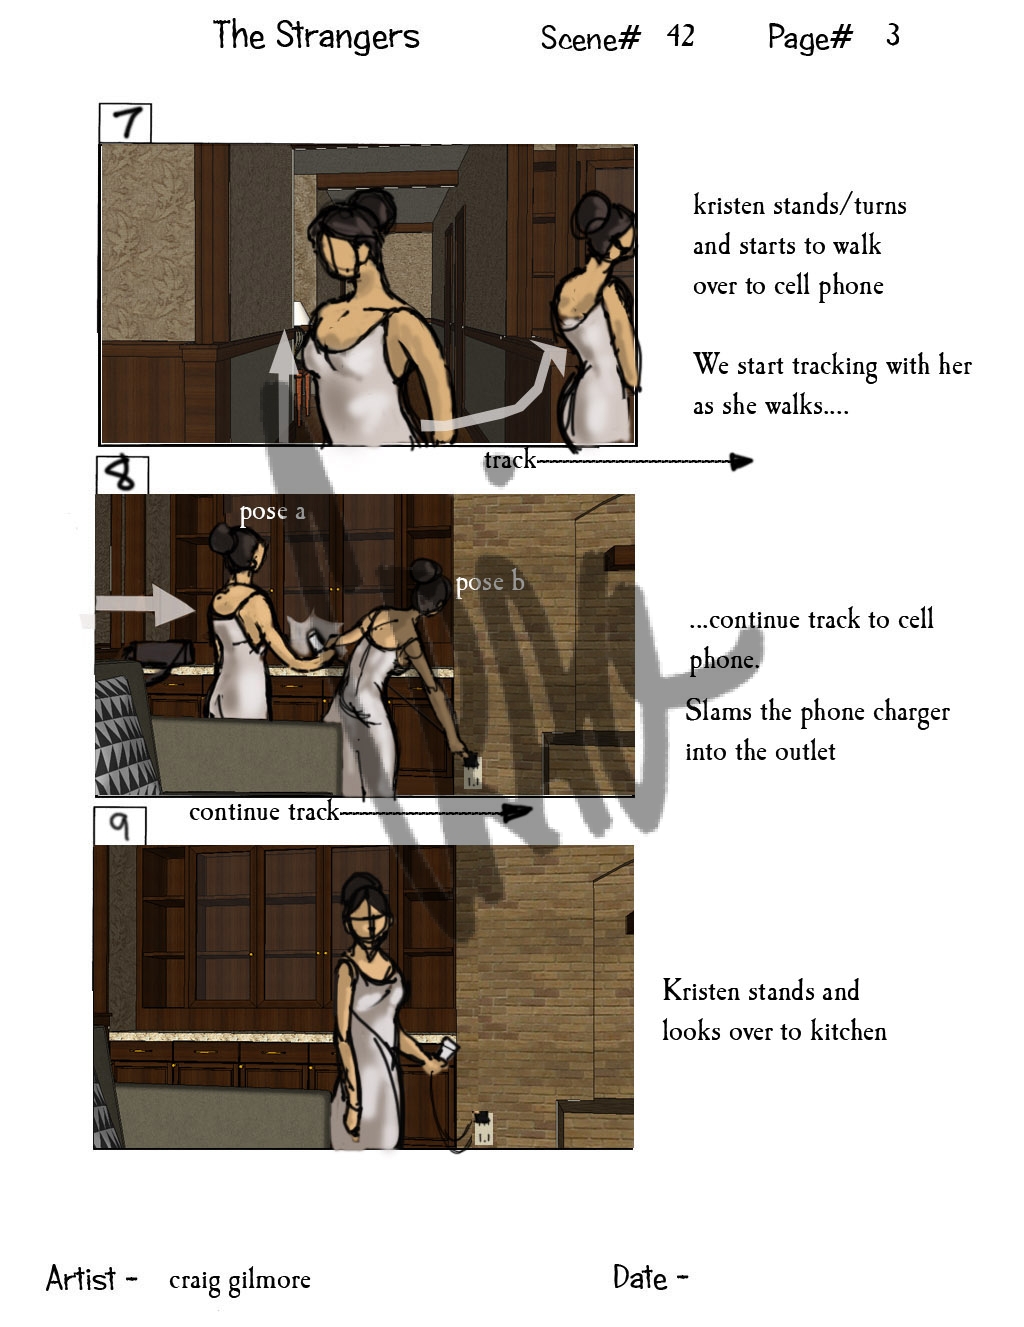 The Strangers Scene# 42 Page# 3
7
kristen stands/turns
and starts to walk
over to cell phone
We start tracking with her
as she walks....
track
8
pose a
pose b
...continue track to cell
phone.
Slams the phone charger
into the outlet
continue track
9
Kristen stands and
looks over to kitchen
Artist - craig gilmore Date -